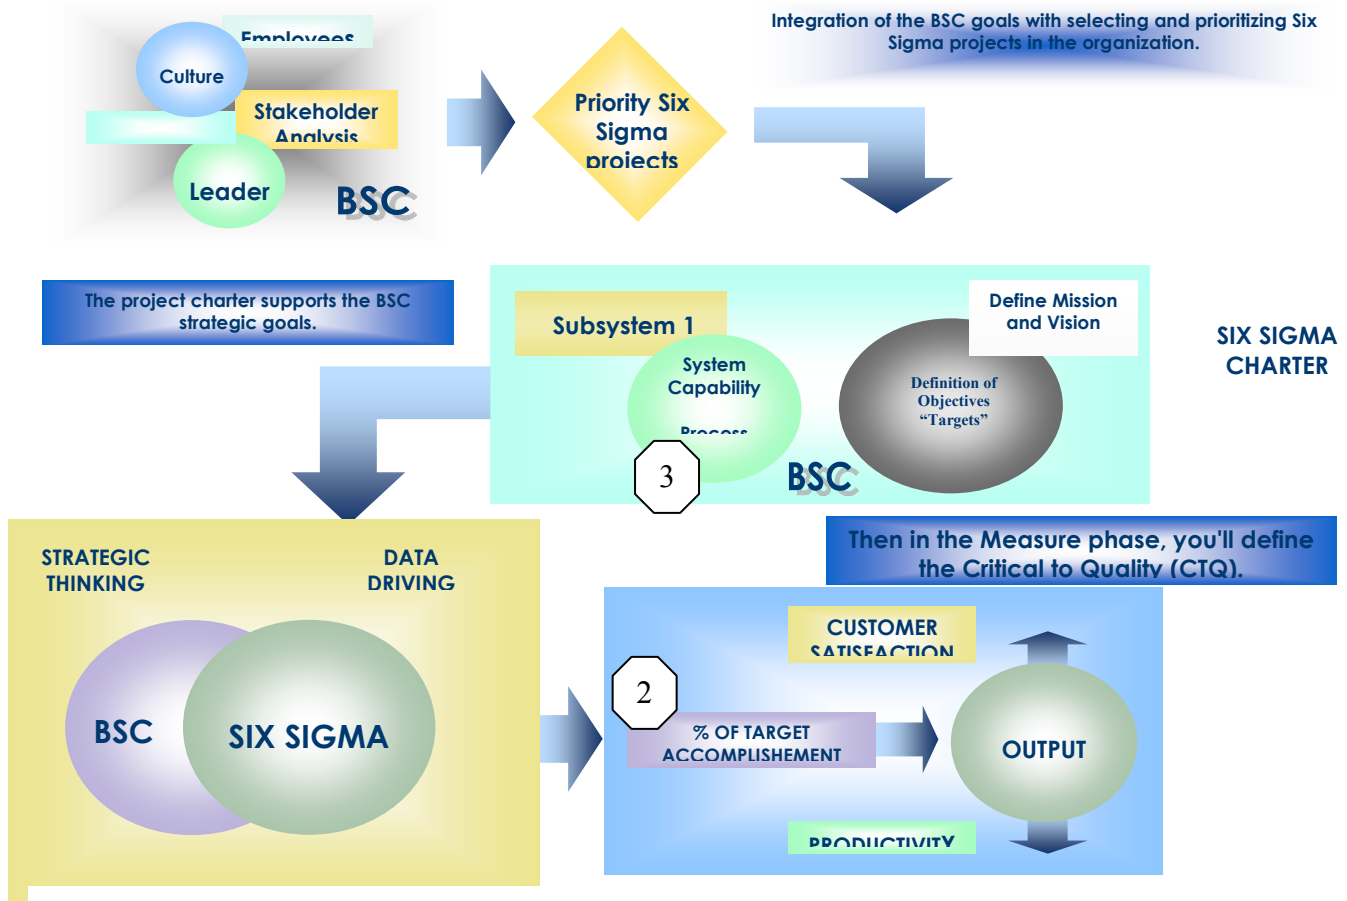 Employees
Culture
Stakeholder
Analysis
Leader
BSC
Priority Six
Sigma
projects
Integration of the BSC goals with selecting and prioritizing Six
Sigma projects in the organization.
The project charter supports the BSC
strategic goals.
Subsystem 1
System
Capability
Process
3
BSC
Define Mission
and Vision
Definition of
Objectives
“Targets”
SIX SIGMA
CHARTER
STRATEGIC
THINKING
DATA
DRIVING
BSC
SIX SIGMA
Then in the Measure phase, you'll define
the Critical to Quality (CTQ).
CUSTOMER
SATISFACTION
2
% OF TARGET
ACCOMPLISHEMENT
OUTPUT
PRODUCTIVITY